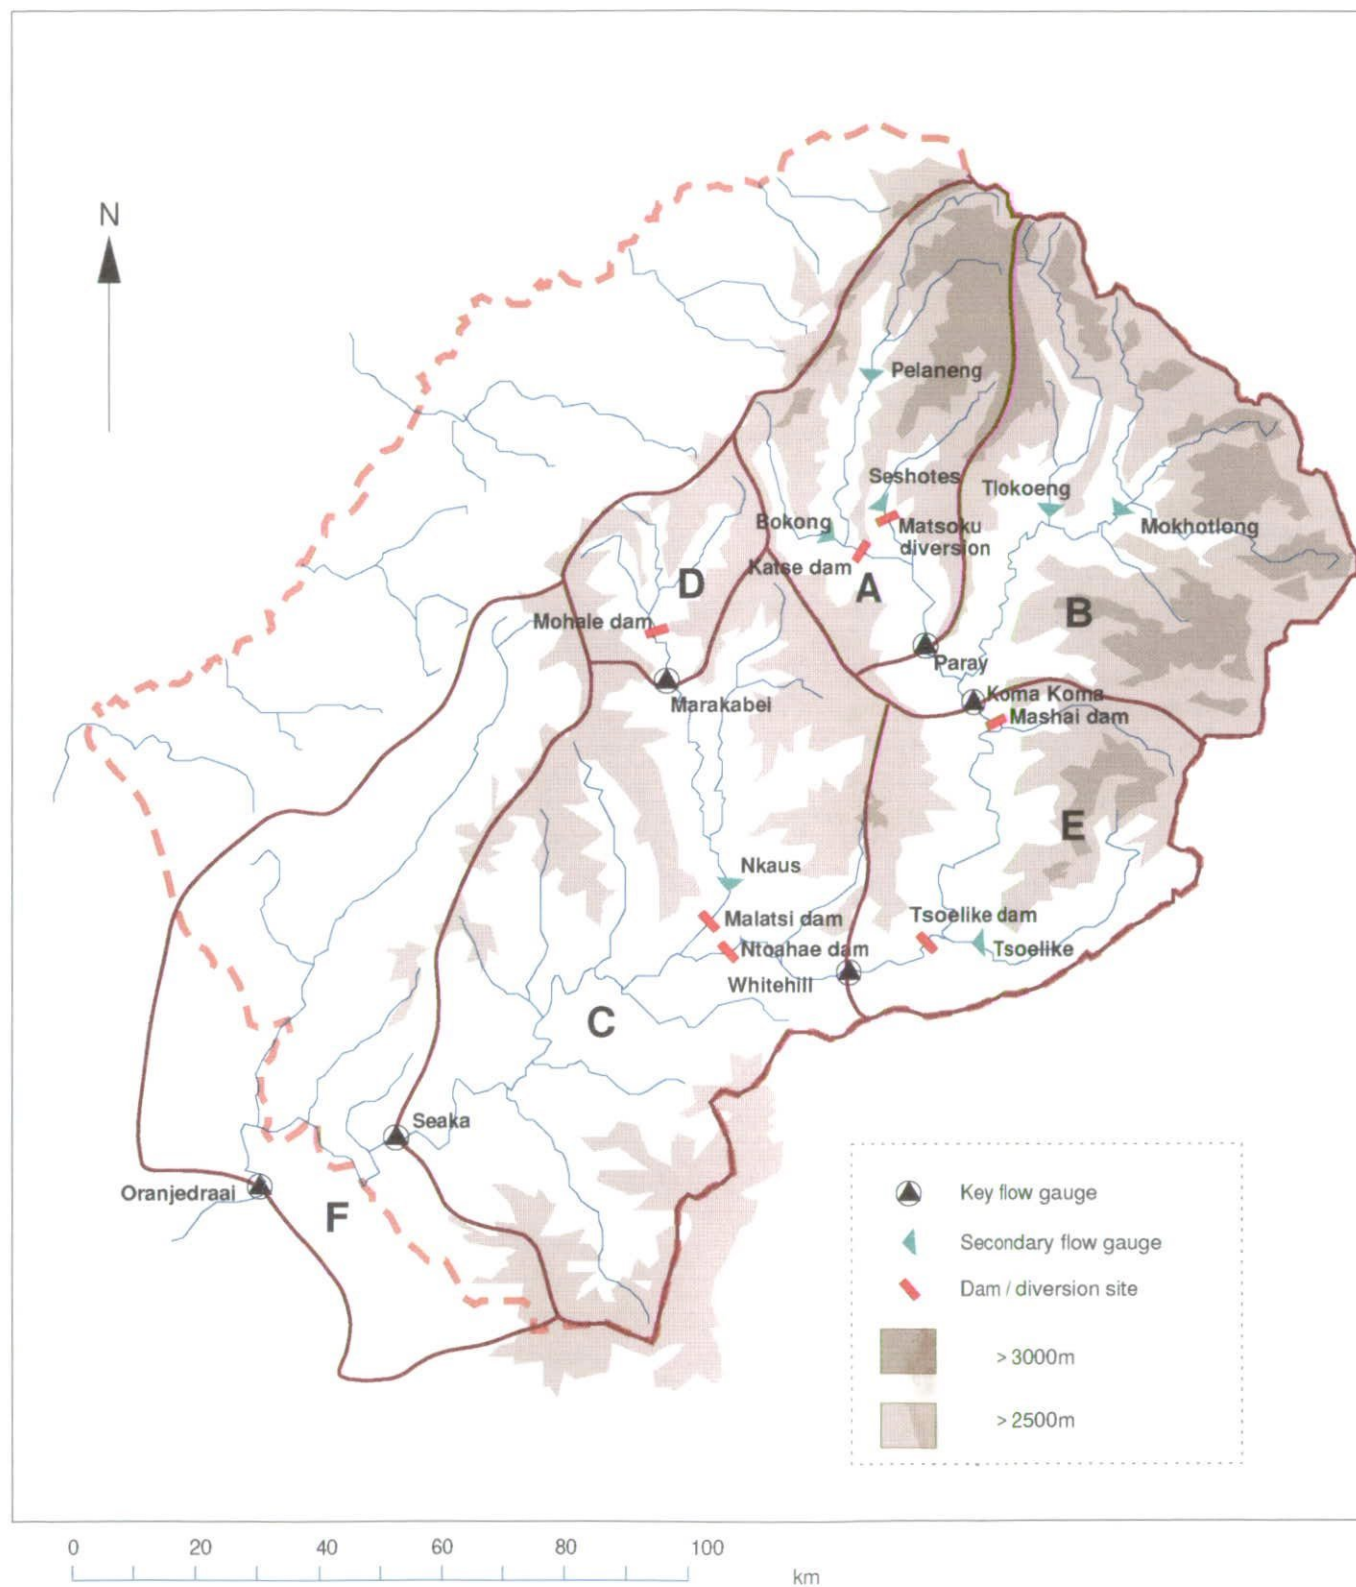 N
Pelaneng
Seshotes
Tlokoeng
Bokong
Matsoku
diversion
Mokhotlong
Katse dam
D
A
B
Mohale dam
Paray
Marakabei
Koma Koma
Mashai dam
E
Nkaus
Malatsi dam
Tsoelike dam
Ntoahae dam
Tsoelike
Whitehill
C
Seaka
Oranjedraai
F
Key flow gauge
Secondary flow gauge
Dam / diversion site
> 3000m
> 2500m
0 20 40 60 80 100
km